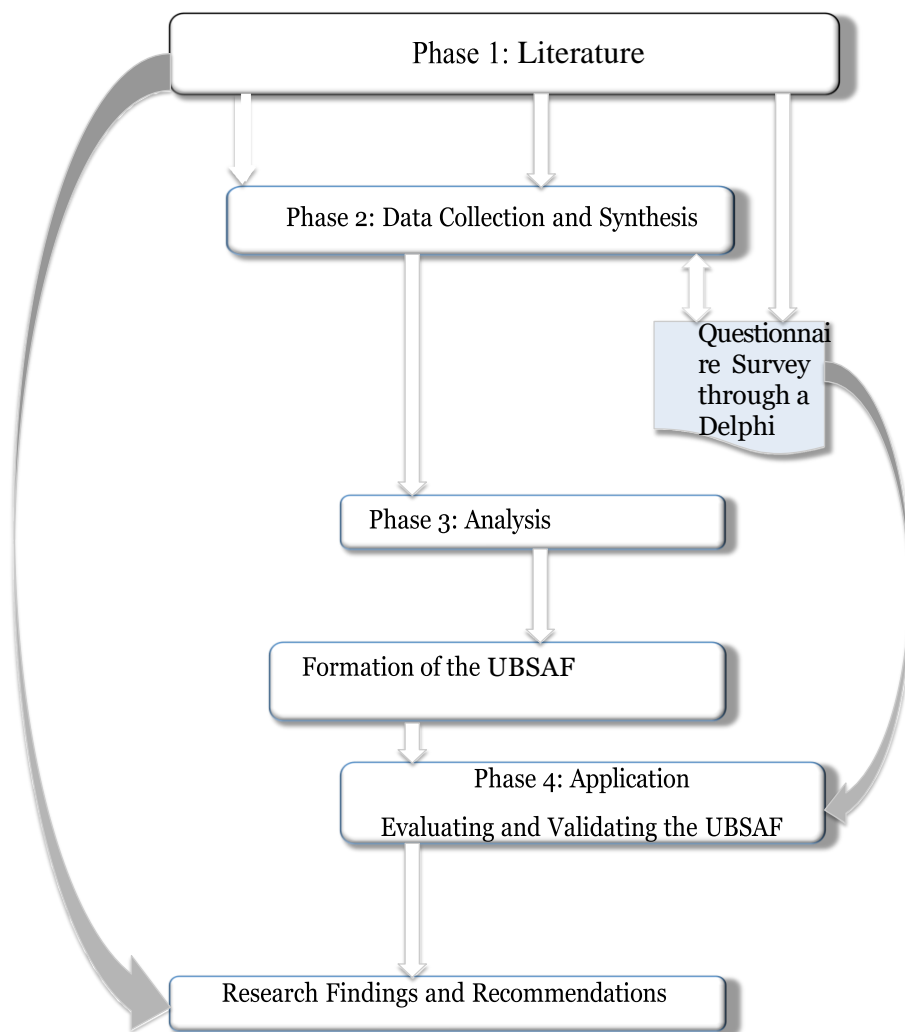 Phase 1: Literature
Phase 2: Data Collection and Synthesis
Questionnai
re Survey
through a
Delphi
Phase 3: Analysis
Formation of the UBSAF
Phase 4: Application
Evaluating and Validating the UBSAF
Research Findings and Recommendations